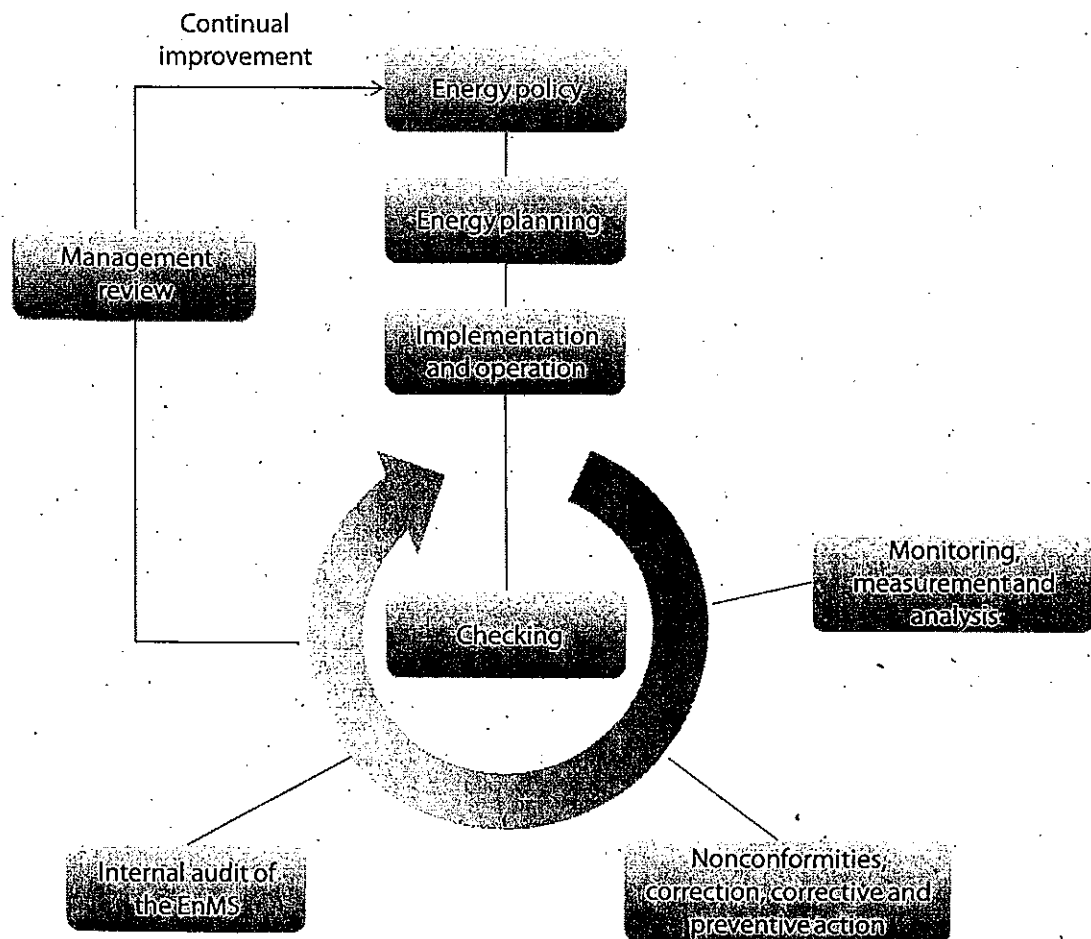 Continual
improvement
Energy policy
Energy planning
Management
review
Implementation
and operation
Monitoring,
measurement and
analysis
Checking
Internal audit of
the EnMS
Nonconformities,
correction, corrective and
preventive action